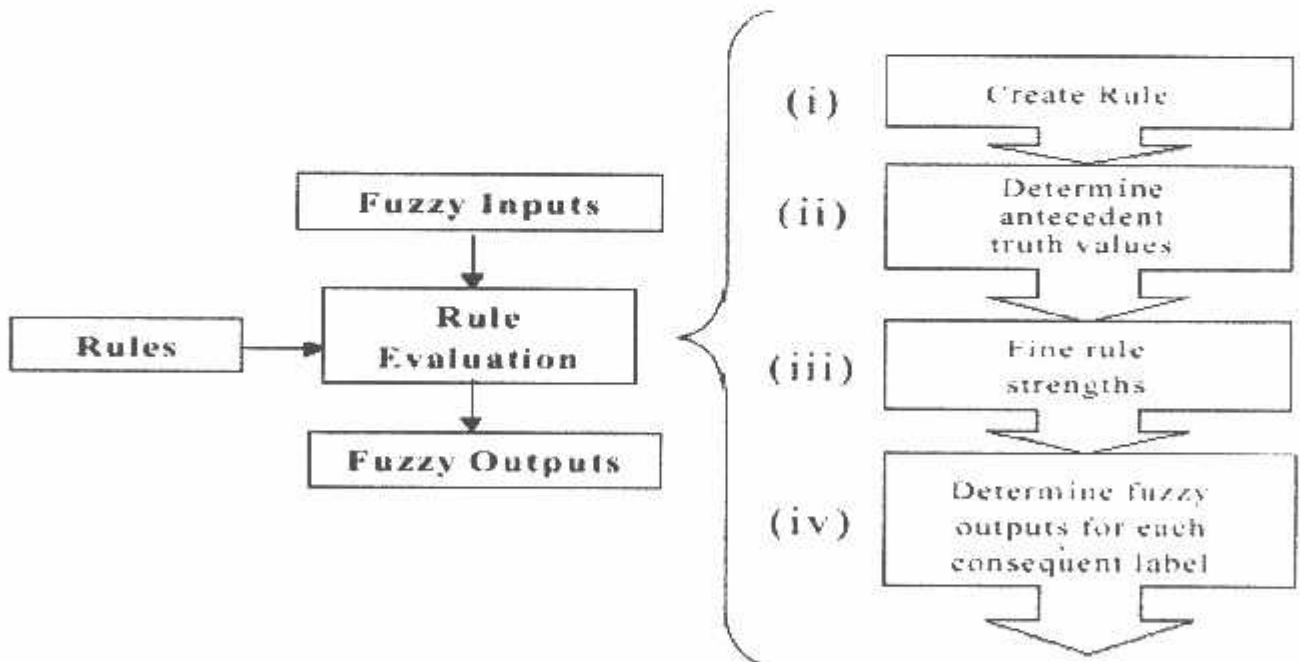 Fuzzy Inputs
Rules
Rule
Evaluation
Fuzzy Outputs
(i)
Create Rule
(ii)
Determine
antecedent
truth values
(iii)
Fine rule
strengths
(iv)
Determine fuzzy
outputs for each
consequent label